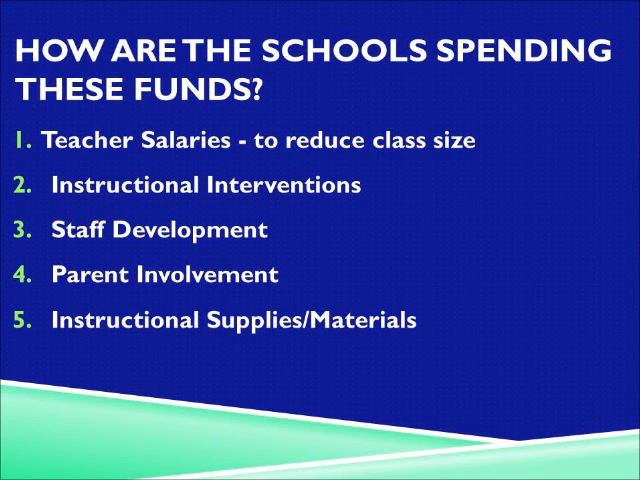 HOW ARE THE SCHOOLS SPENDING
THESE FUNDS?
1. Teacher Salaries - to reduce class size
2. Instructional Interventions
3. Staff Development
4. Parent Involvement
5. Instructional Supplies/Materials